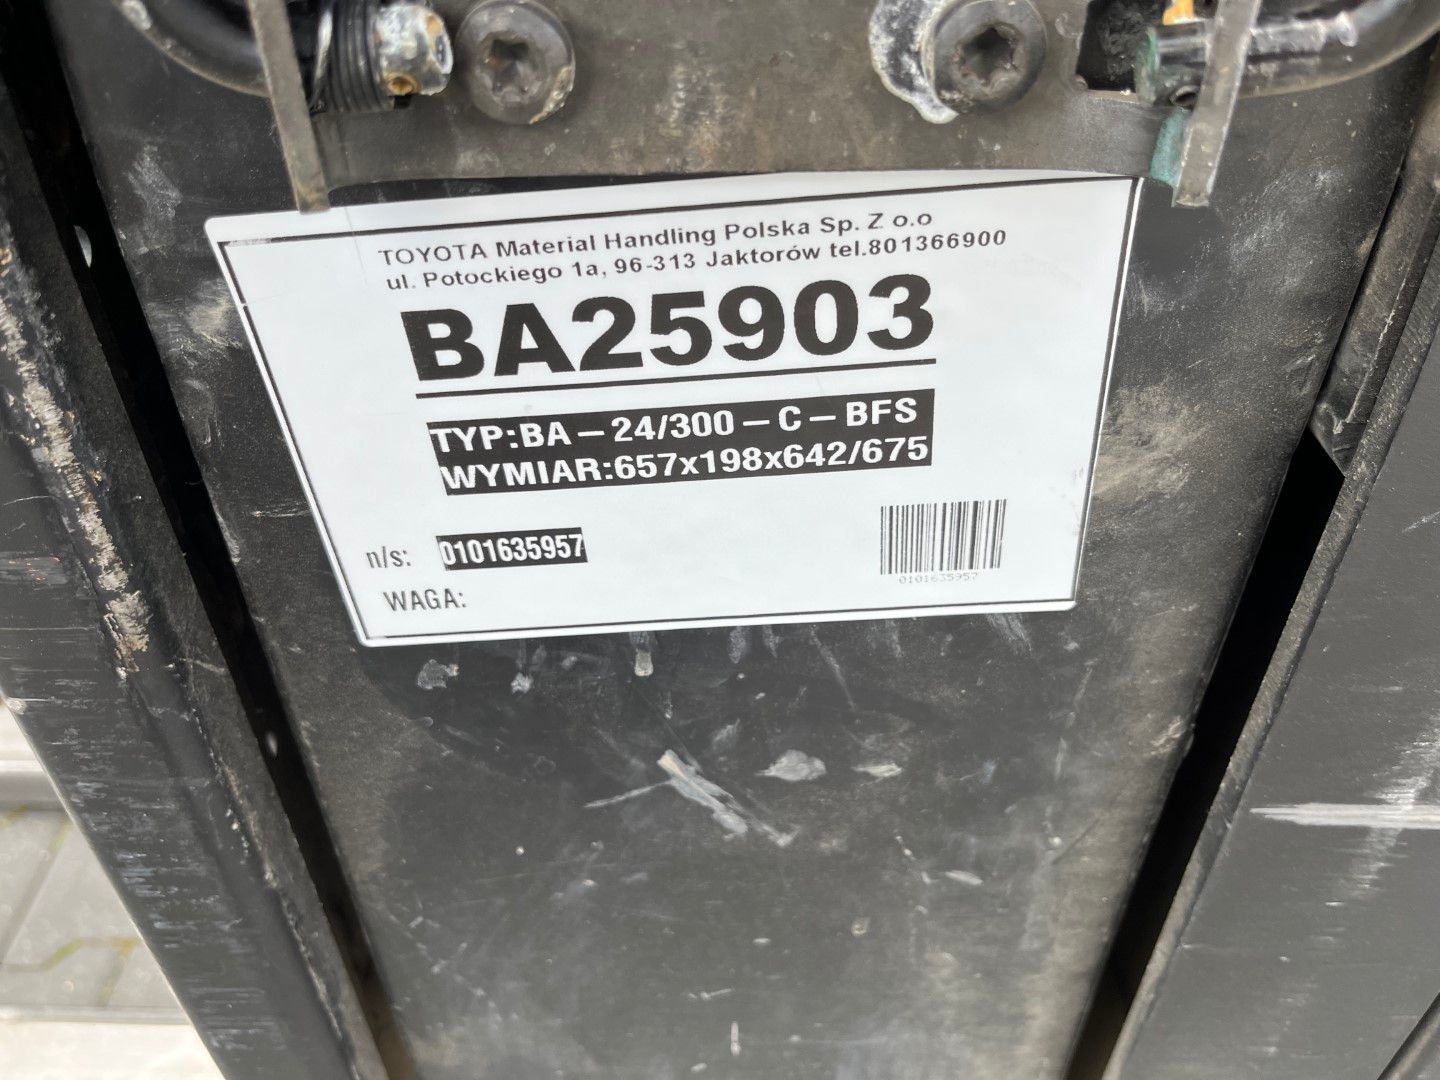 TOYOTA Material Handling Polska Sp. Z o.o
ul. Potockiego 1a, 96-313 Jaktorów tel.801366900
BA25903
TYP:BA – 24/300 – C – BFS
WYMIAR:657x198x642/675
n/s: 0101635957
0101635957
WAGA: